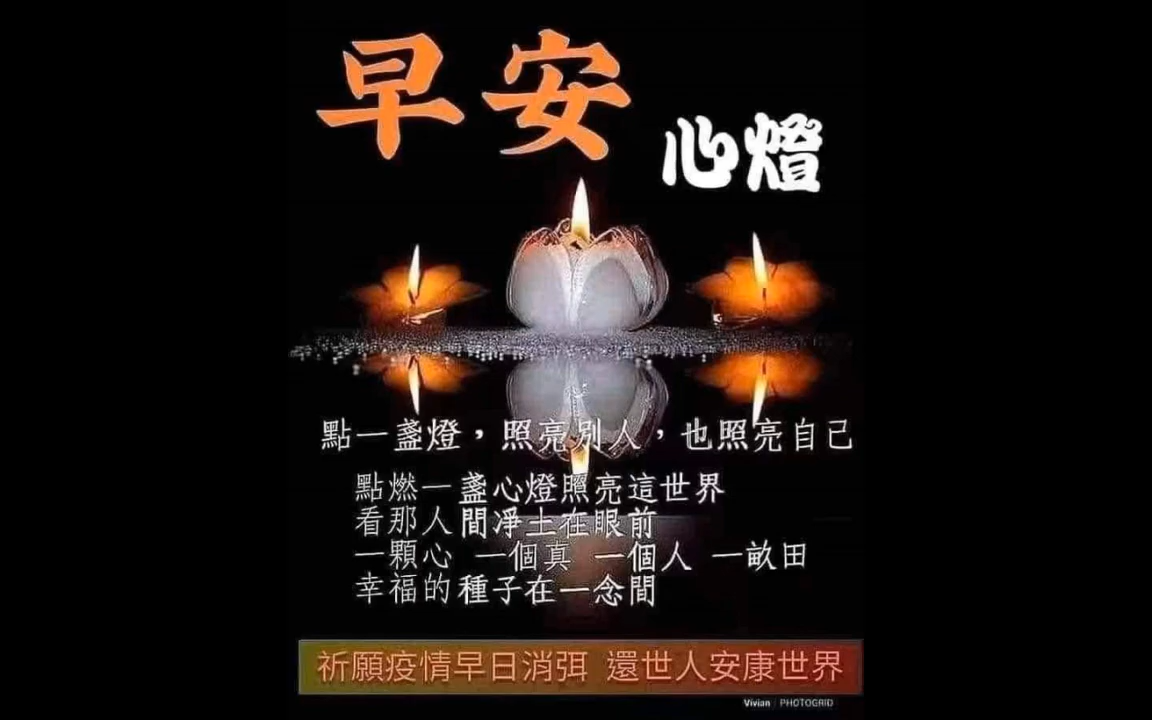 早安
心燈
點一盞燈，照亮別人，也照亮自己
點燃一盞心燈照亮這世界
看那人間淨土在眼前
一顆心 一個真 一個人 一畝田
幸福的種子在一念間
祈願疫情早日消弭 還世人安康世界
Vivian | PHOTOGRID